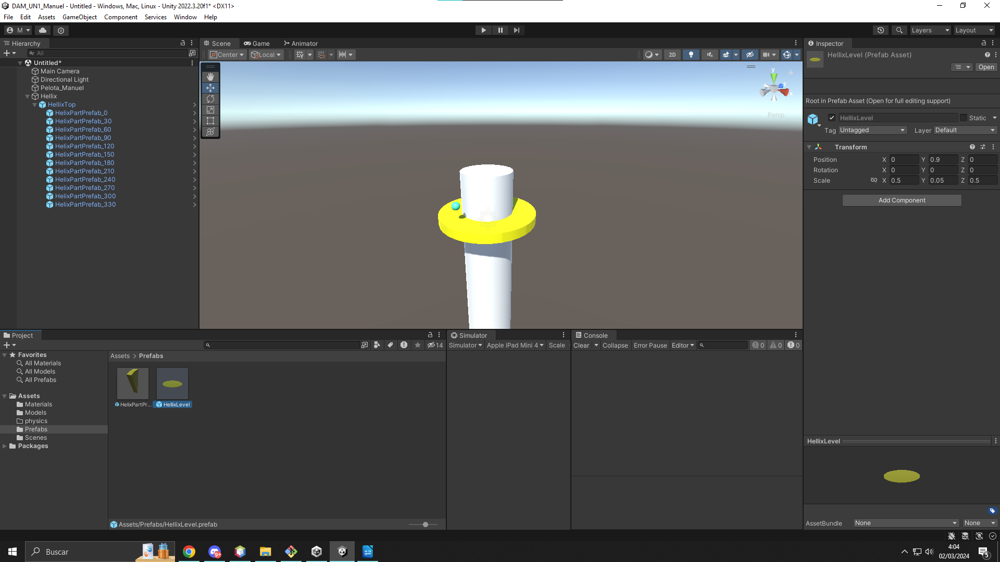 DAM_UN1_Manuel - Untitled - Windows, Mac, Linux - Unity 2022.3.20f1* <DX11>
File Edit Assets GameObject Component Services Window Help
M
Layers Layout
Hierarchy
All
Untitled*
Main Camera
Directional Light
Pelota_Manuel
Hellix
HellixTop
HelixPartPrefab_0
HelixPartPrefab_30
HelixPartPrefab_60
HelixPartPrefab_90
HelixPartPrefab_120
HelixPartPrefab_150
HelixPartPrefab_180
HelixPartPrefab_210
HelixPartPrefab_240
HelixPartPrefab_270
HelixPartPrefab_300
HelixPartPrefab_330
Scene Game Animator
Center Local 2D
y
z
x
Persp
Inspector
HellixLevel (Prefab Asset)
Open
Root in Prefab Asset (Open for full editing support)
HellixLevel Static
Tag Untagged Layer Default
Transform
Position X 0 Y 0.9 Z 0
Rotation X 0 Y 0 Z 0
Scale X 0.5 Y 0.05 Z 0.5
Add Component
Project
14
Favorites
All Materials
All Models
All Prefabs
Assets
Materials
Models
physics
Prefabs
Scenes
Packages
Assets > Prefabs
HelixPartPr... HellixLevel
Assets/Prefabs/HellixLevel.prefab
Simulator
Simulator Apple iPad Mini 4 Scale
Console
Clear Collapse Error Pause Editor 0 0 0
HellixLevel
AssetBundle None None
Buscar
9+
4:04
02/03/2024
5